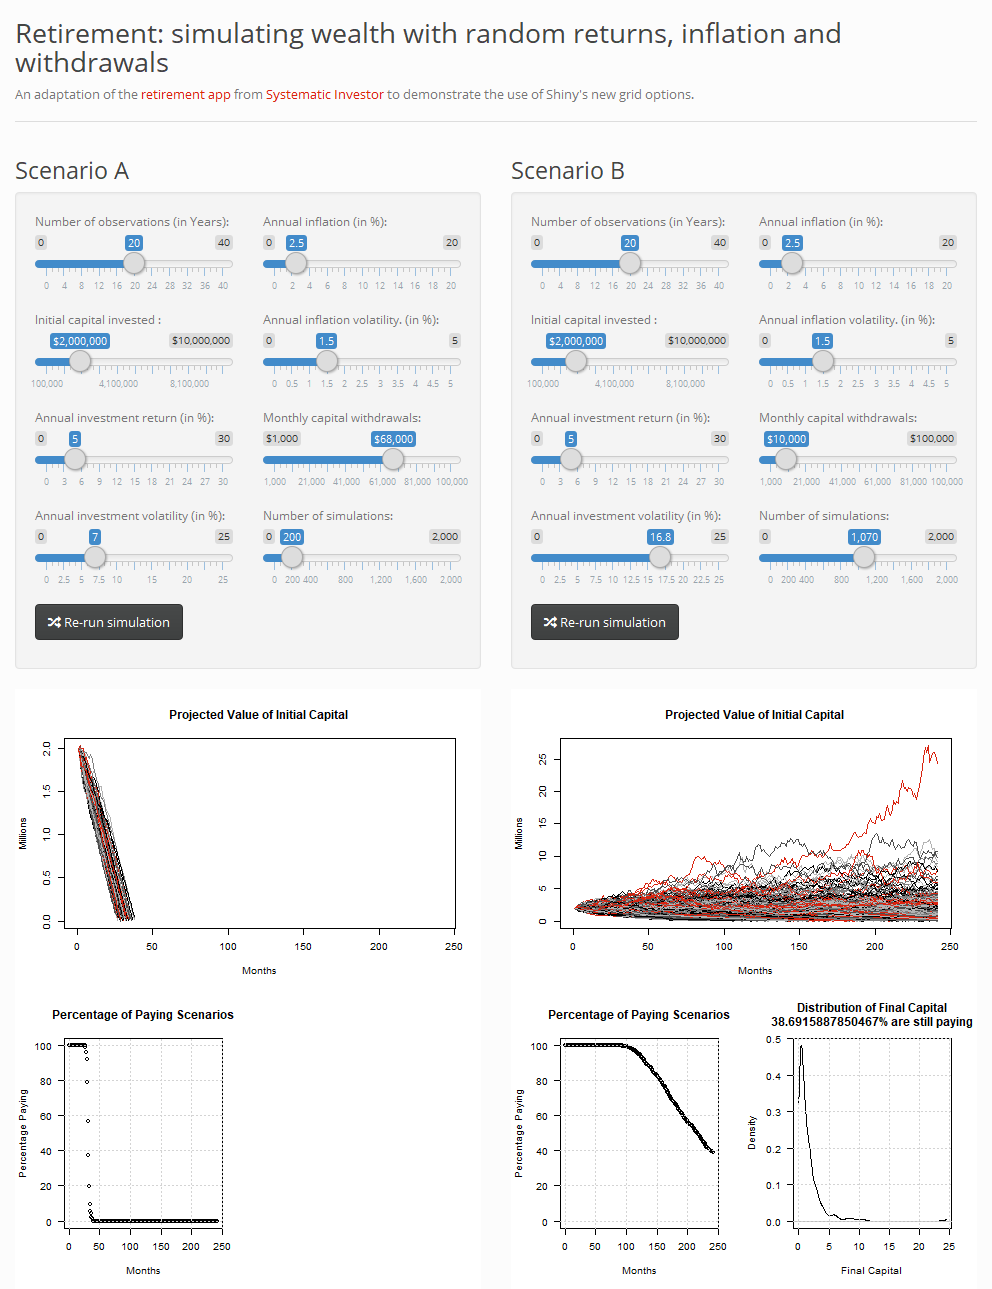 Retirement: simulating wealth with random returns, inflation and
withdrawals
An adaptation of the retirement app from Systematic Investor to demonstrate the use of Shiny's new grid options.
Scenario A
Number of observations (in Years):
0 20 40
0 4 8 12 16 20 24 28 32 36 40
Annual inflation (in %):
0 2.5 20
0 2 4 6 8 10 12 14 16 18 20
Initial capital invested :
$2,000,000 $10,000,000
100,000 4,100,000 8,100,000
Annual inflation volatility. (in %):
0 1.5 5
0 0.5 1 1.5 2 2.5 3 3.5 4 4.5 5
Annual investment return (in %):
0 5 30
0 3 6 9 12 15 18 21 24 27 30
Monthly capital withdrawals:
$1,000 $68,000
1,000 21,000 41,000 61,000 81,000 100,000
Annual investment volatility (in %):
0 7 25
0 2.5 5 7.5 10 15 20 25
Number of simulations:
0 200 2,000
0 200 400 800 1,200 1,600 2,000
Re-run simulation
Scenario B
Number of observations (in Years):
0 20 40
0 4 8 12 16 20 24 28 32 36 40
Annual inflation (in %):
0 2.5 20
0 2 4 6 8 10 12 14 16 18 20
Initial capital invested :
$2,000,000 $10,000,000
100,000 4,100,000 8,100,000
Annual inflation volatility. (in %):
0 1.5 5
0 0.5 1 1.5 2 2.5 3 3.5 4 4.5 5
Annual investment return (in %):
0 5 30
0 3 6 9 12 15 18 21 24 27 30
Monthly capital withdrawals:
$10,000 $100,000
1,000 21,000 41,000 61,000 81,000 100,000
Annual investment volatility (in %):
0 16.8 25
0 2.5 5 7.5 10 12.5 15 17.5 20 22.5 25
Number of simulations:
0 1,070 2,000
0 200 400 800 1,200 1,600 2,000
Re-run simulation
Projected Value of Initial Capital
Millions
2.0
1.5
1.0
0.5
0.0
0 50 100 150 200 250
Months
Percentage of Paying Scenarios
Percentage Paying
100
80
60
40
20
0
0 50 100 150 200 250
Months
Projected Value of Initial Capital
Millions
25
20
15
10
5
0
0 50 100 150 200 250
Months
Percentage of Paying Scenarios
Percentage Paying
100
80
60
40
20
0
0 50 100 150 200 250
Months
Distribution of Final Capital
38.6915887850467% are still paying
Density
0.5
0.4
0.3
0.2
0.1
0.0
0 5 10 15 20 25
Final Capital